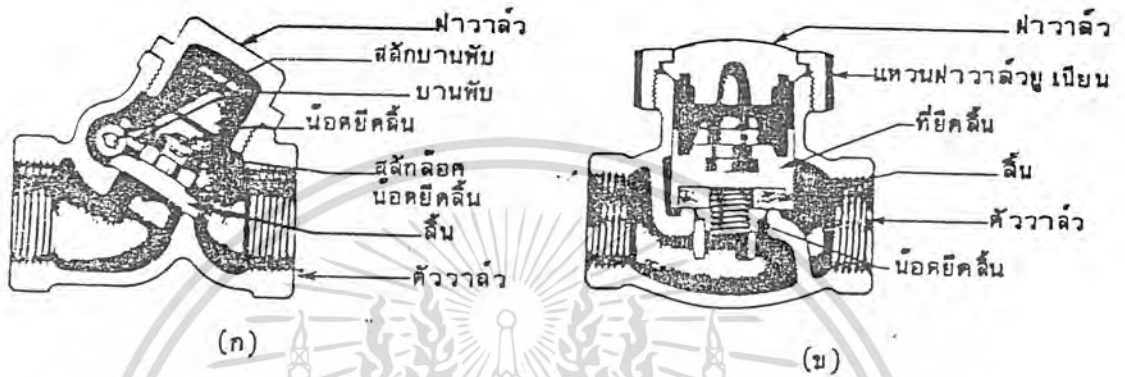 ฝาวาล์ว
สลักบานพับ
บานพับ
น๊อตยึดลิ้น
สลักล๊อค
น๊อตยึดลิ้น
ลิ้น
ตัววาล์ว
(ก)
ฝาวาล์ว
แหวนฝาวาล์วยูเนียน
ที่ยึดลิ้น
ลิ้น
ตัววาล์ว
น๊อตยึดลิ้น
(ข)